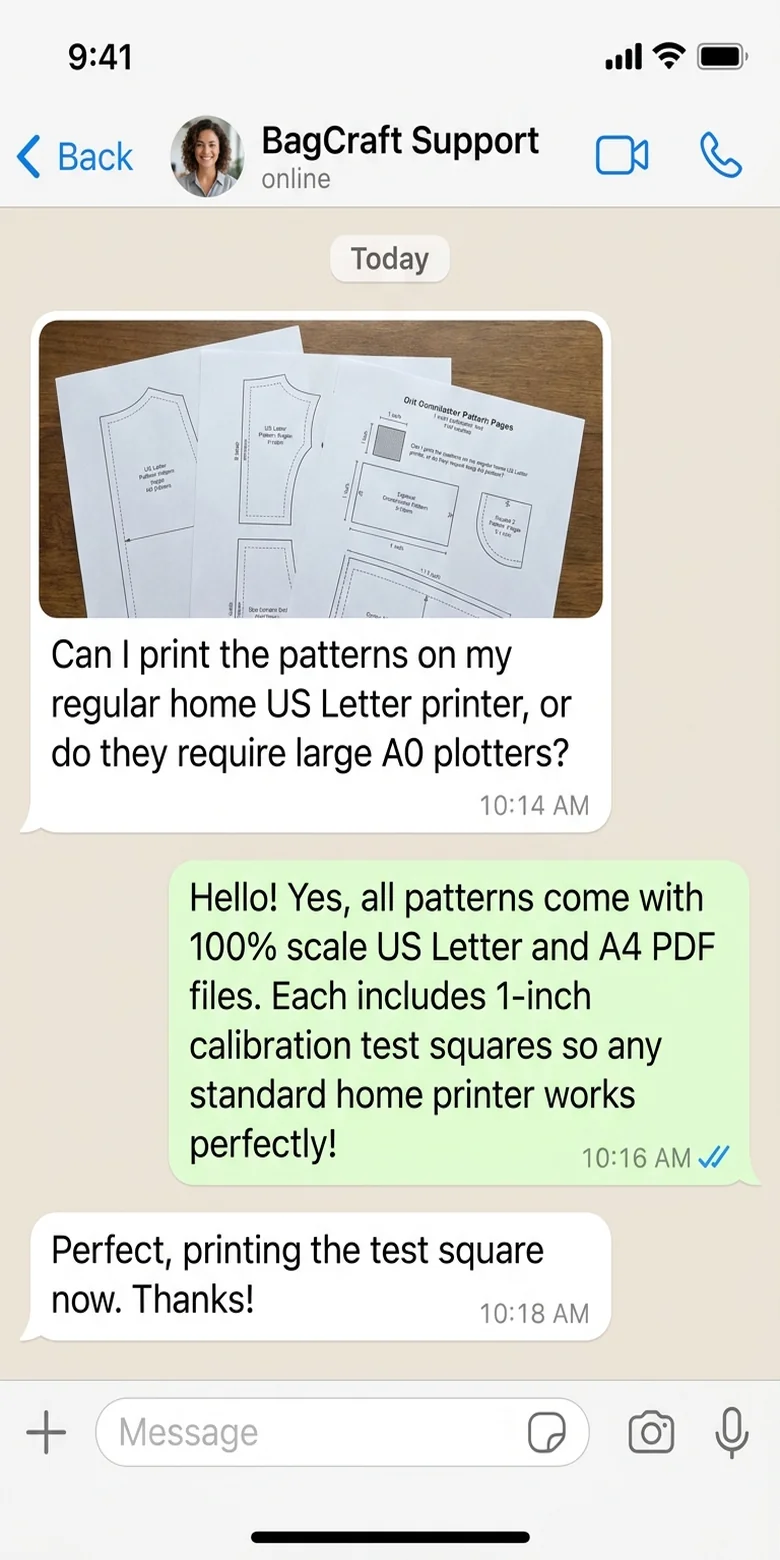 9:41
Back
BagCraft Support
online
Today
US Letter
Can I print the patterns on my
regular home US Letter printer, or
do they require large A0 plotters?
10:14 AM
Hello! Yes, all patterns come with
100% scale US Letter and A4 PDF
files. Each includes 1-inch
calibration test squares so any
standard home printer works
perfectly!
10:16 AM
Perfect, printing the test square
now. Thanks!
10:18 AM
Message